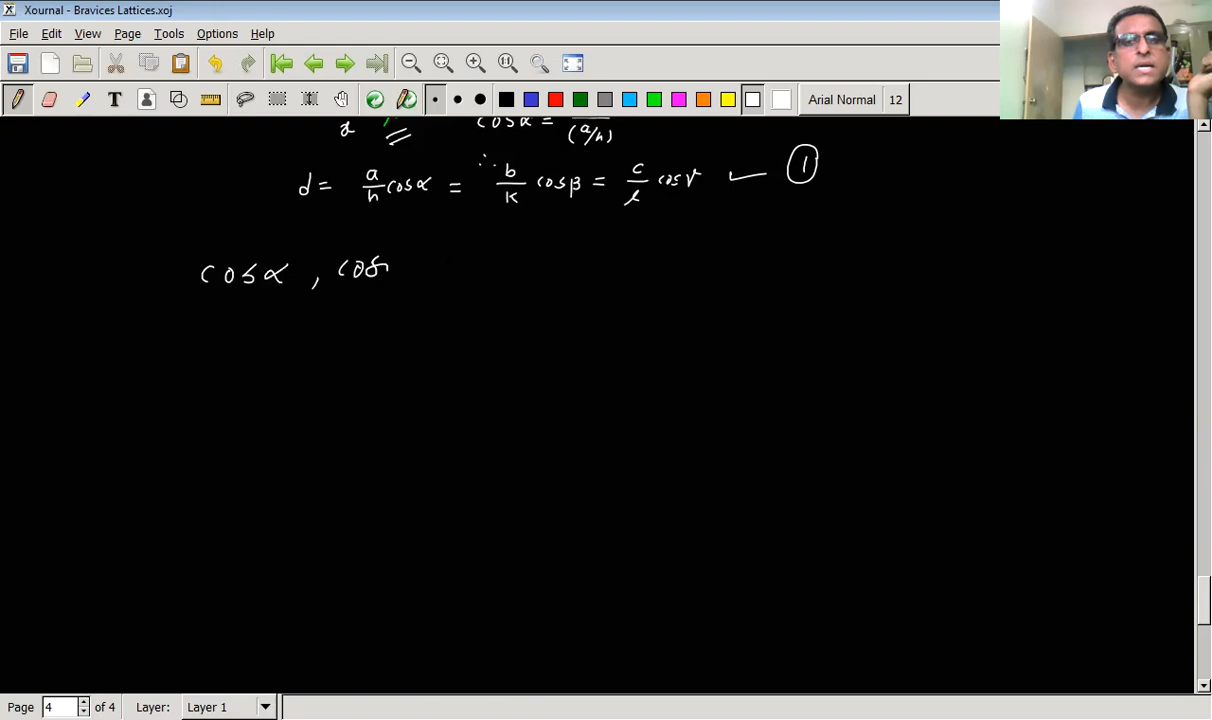 Xournal - Bravices Lattices.xoj
File Edit View Page Tools Options Help
Arial Normal 12
x cos α = (a/h)
d = a/h cos α = ∴ b/k cos β = c/l cos γ ①
cos α , cos
Page 4 of 4 Layer: Layer 1